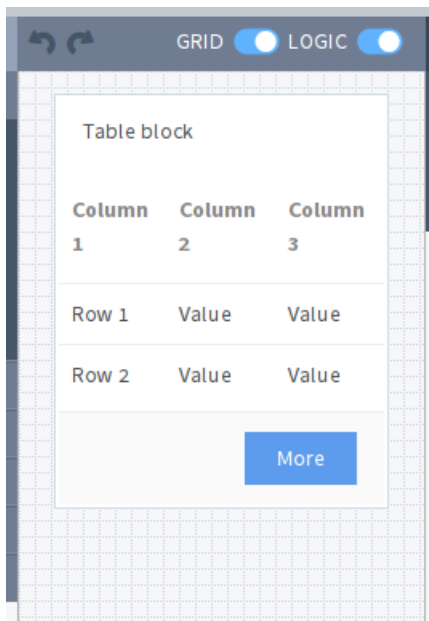 GRID LOGIC
Table block
Column Column Column
1 2 3
Row 1 Value Value
Row 2 Value Value
More